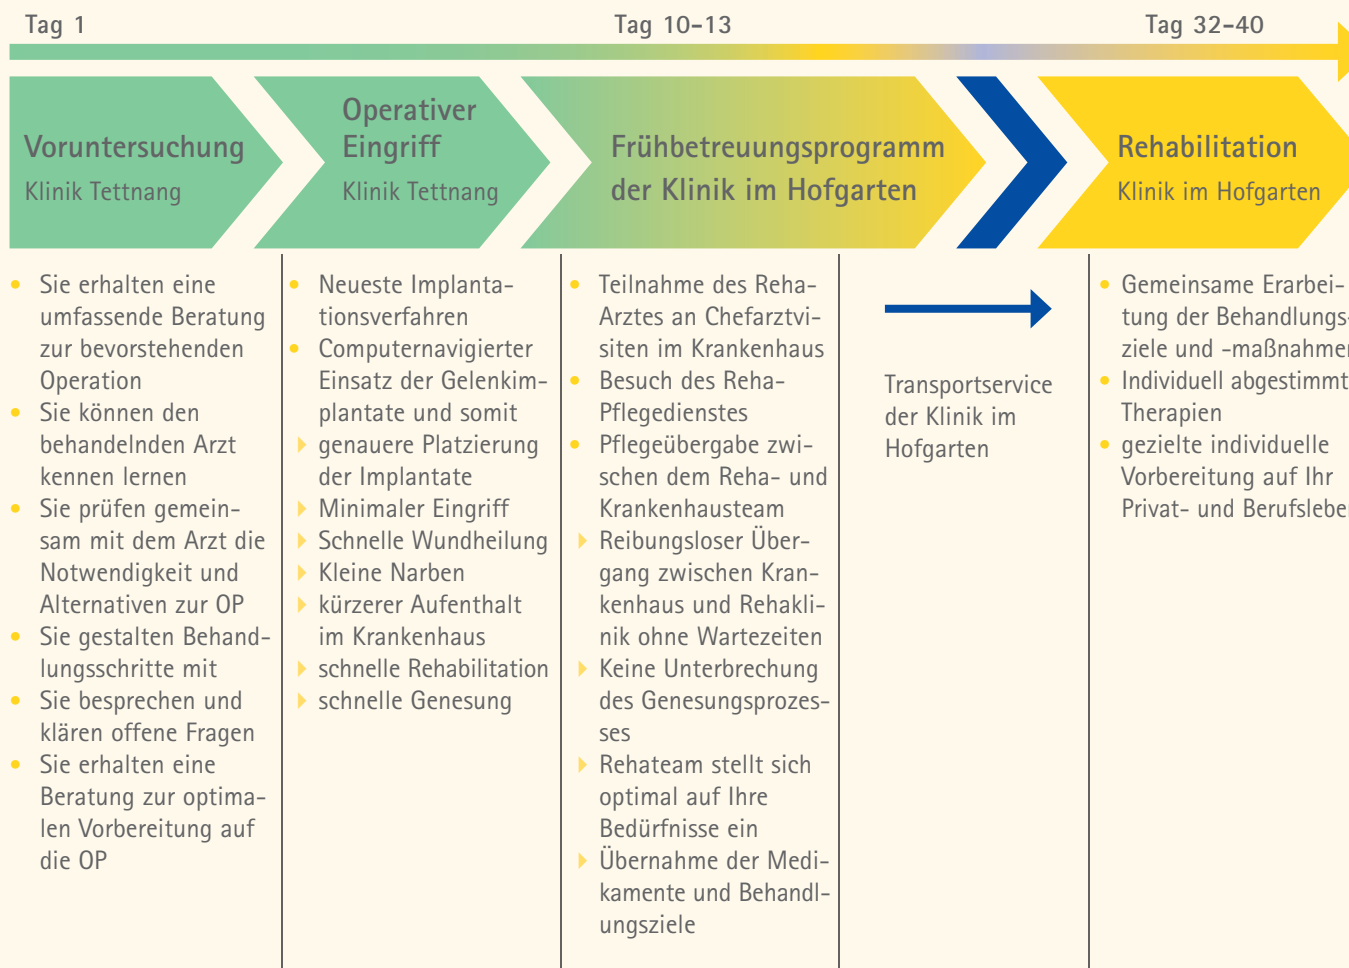 Tag 1
Tag 10-13
Tag 32-40
Voruntersuchung
Klinik Tettnang
Operativer
Eingriff
Klinik Tettnang
Frühbetreuungsprogramm
der Klinik im Hofgarten
Rehabilitation
Klinik im Hofgarten
Sie erhalten eine
umfassende Beratung
zur bevorstehenden
Operation
Sie können den
behandelnden Arzt
kennen lernen
Sie prüfen gemein-
sam mit dem Arzt die
Notwendigkeit und
Alternativen zur OP
Sie gestalten Behand-
lungsschritte mit
Sie besprechen und
klären offene Fragen
Sie erhalten eine
Beratung zur optima-
len Vorbereitung auf
die OP
Neueste Implanta-
tionsverfahren
Computernavigierter
Einsatz der Gelenkim-
plantate und somit
genauere Platzierung
der Implantate
Minimaler Eingriff
Schnelle Wundheilung
Kleine Narben
kürzerer Aufenthalt
im Krankenhaus
schnelle Rehabilitation
schnelle Genesung
Teilnahme des Reha-
Arztes an Chefarztvi-
siten im Krankenhaus
Besuch des Reha-
Pflegedienstes
Pflegeübergabe zwi-
schen dem Reha- und
Krankenhausteam
Reibungsloser Über-
gang zwischen Kran-
kenhaus und Rehakli-
nik ohne Wartezeiten
Keine Unterbrechung
des Genesungsprozes-
ses
Rehateam stellt sich
optimal auf Ihre
Bedürfnisse ein
Übernahme der Medi-
kamente und Behandl-
ungsziele
Transportservice
der Klinik im
Hofgarten
Gemeinsame Erarbei-
tung der Behandlungs-
ziele und -maßnahmen
Individuell abgestimmt
Therapien
gezielte individuelle
Vorbereitung auf Ihr
Privat- und Berufsleben